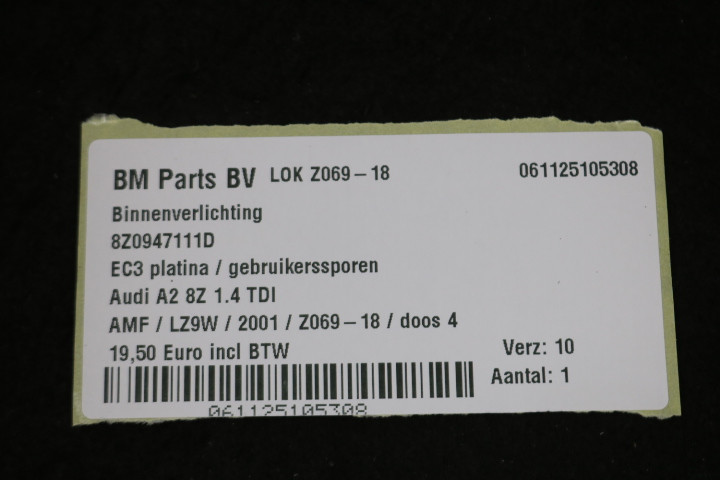 BM Parts BV LOK Z069-18 061125105308
Binnenverlichting
8Z0947111D
EC3 platina / gebruikerssporen
Audi A2 8Z 1.4 TDI
AMF / LZ9W / 2001 / Z069-18 / doos 4
19,50 Euro incl BTW Verz: 10
Aantal: 1
061125105308